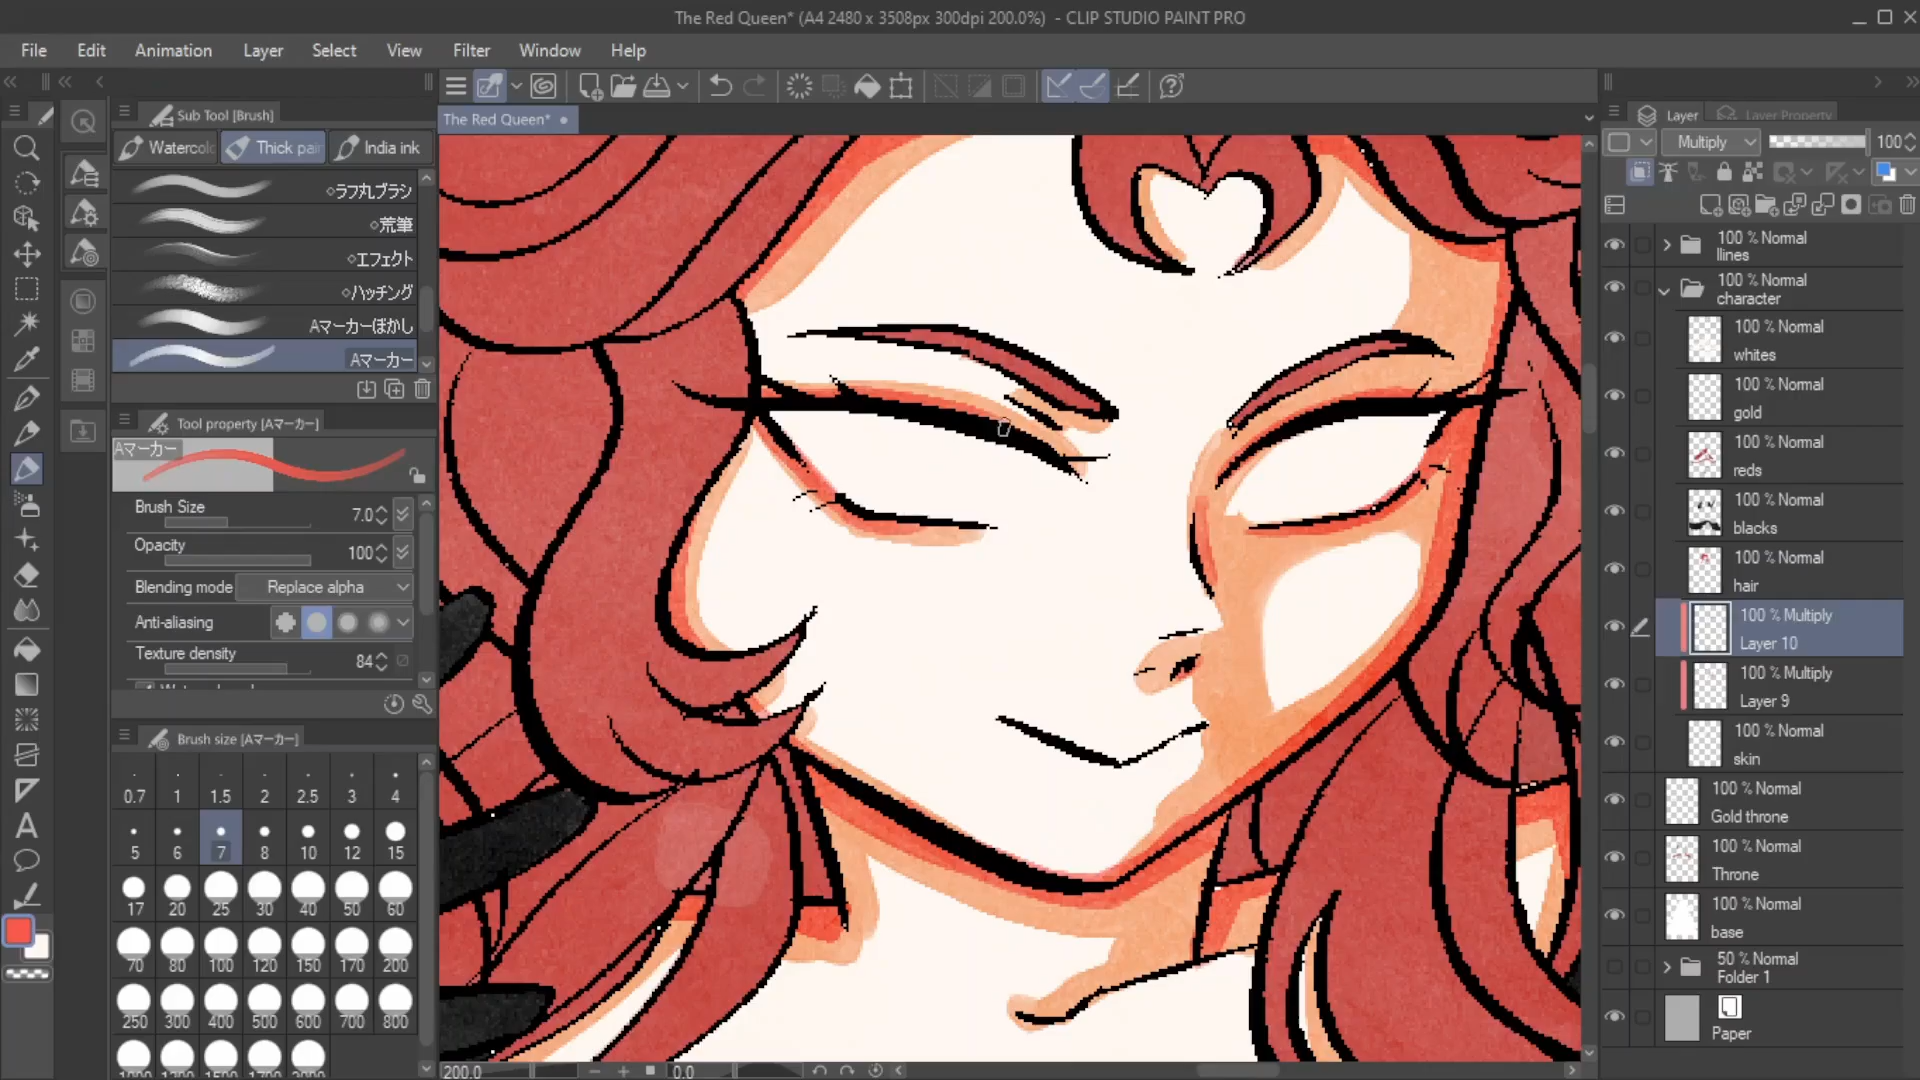 The Red Queen* (A4 2480 x 3508px 300dpi 200.0%) - CLIP STUDIO PAINT PRO
File Edit Animation Layer Select View Filter Window Help
Sub Tool [Brush]
Watercolo Thick pain India ink
◇ラフ丸ブラシ
◇荒筆
◇エフェクト
◇ハッチング
Aマーカーぼかし
Aマーカー
Tool property [Aマーカー]
Aマーカー
Brush Size 7.0
Opacity 100
Blending mode Replace alpha
Anti-aliasing
Texture density 84
Brush size [Aマーカー]
0.7 1 1.5 2 2.5 3 4
5 6 7 8 10 12 15
17 20 25 30 40 50 60
70 80 100 120 150 170 200
250 300 400 500 600 700 800
The Red Queen*
200.0 0.0
Layer Layer Property
Multiply 100
100 % Normal
llines
100 % Normal
character
100 % Normal
whites
100 % Normal
gold
100 % Normal
reds
100 % Normal
blacks
100 % Normal
hair
100 % Multiply
Layer 10
100 % Multiply
Layer 9
100 % Normal
skin
100 % Normal
Gold throne
100 % Normal
Throne
100 % Normal
base
50 % Normal
Folder 1
Paper